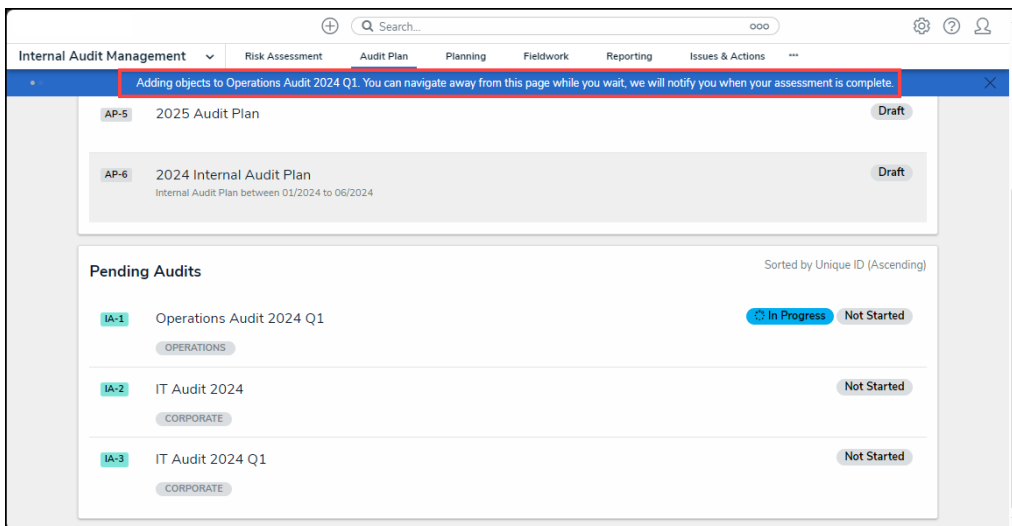 Search...
Internal Audit Management Risk Assessment Audit Plan Planning Fieldwork Reporting Issues & Actions ...
Adding objects to Operations Audit 2024 Q1. You can navigate away from this page while you wait, we will notify you when your assessment is complete.
AP-5 2025 Audit Plan Draft
AP-6 2024 Internal Audit Plan Draft
Internal Audit Plan between 01/2024 to 06/2024
Pending Audits Sorted by Unique ID (Ascending)
IA-1 Operations Audit 2024 Q1 In Progress Not Started
OPERATIONS
IA-2 IT Audit 2024 Not Started
CORPORATE
IA-3 IT Audit 2024 Q1 Not Started
CORPORATE